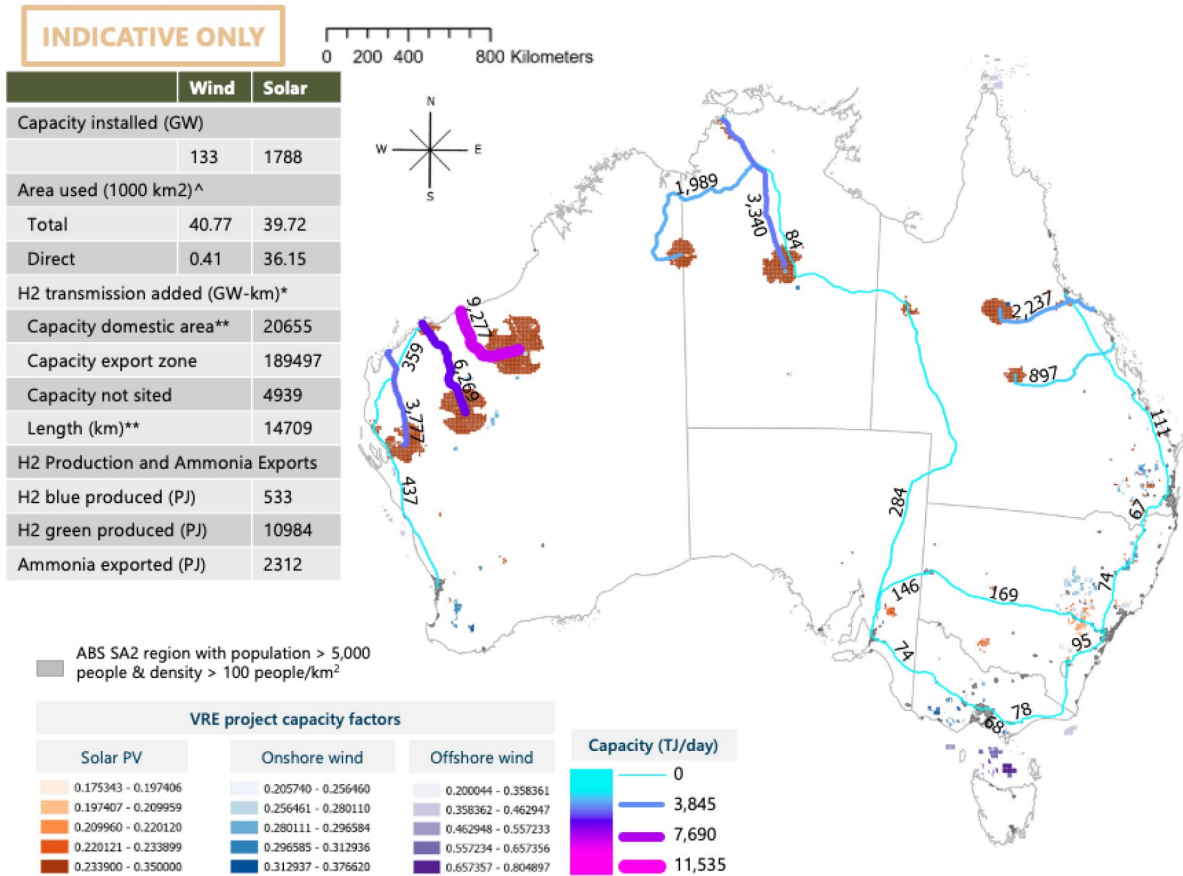 INDICATIVE ONLY
0 200 400 800 Kilometers
N
W E
S
Wind Solar
Capacity installed (GW)
133 1788
Area used (1000 km2)^
Total 40.77 39.72
Direct 0.41 36.15
H2 transmission added (GW-km)*
Capacity domestic area** 20655
Capacity export zone 189497
Capacity not sited 4939
Length (km)** 14709
H2 Production and Ammonia Exports
H2 blue produced (PJ) 533
H2 green produced (PJ) 10984
Ammonia exported (PJ) 2312
1,989
3,340
84
9,277
359
6,269
3,777
437
2,237
897
111
67
284
146
169
74
95
74
78
68
ABS SA2 region with population > 5,000
people & density > 100 people/km²
VRE project capacity factors
Solar PV
0.175343 - 0.197406
0.197407 - 0.209959
0.209960 - 0.220120
0.220121 - 0.233899
0.233900 - 0.350000
Onshore wind
0.205740 - 0.256460
0.256461 - 0.280110
0.280111 - 0.296584
0.296585 - 0.312936
0.312937 - 0.376620
Offshore wind
0.200044 - 0.358361
0.358362 - 0.462947
0.462948 - 0.557233
0.557234 - 0.657356
0.657357 - 0.804897
Capacity (TJ/day)
0
3,845
7,690
11,535